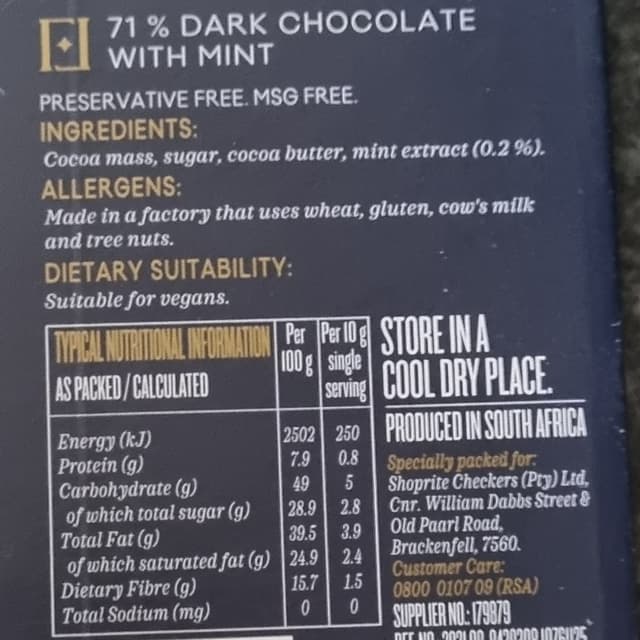 71 % DARK CHOCOLATE
WITH MINT
PRESERVATIVE FREE. MSG FREE.
INGREDIENTS:
Cocoa mass, sugar, cocoa butter, mint extract (0.2 %).
ALLERGENS:
Made in a factory that uses wheat, gluten, cow's milk
and tree nuts.
DIETARY SUITABILITY:
Suitable for vegans.
TYPICAL NUTRITIONAL INFORMATION
AS PACKED / CALCULATED
Per
100 g
Per 10 g
single
serving
Energy (kJ) 2502 250
Protein (g) 7.9 0.8
Carbohydrate (g) 49 5
of which total sugar (g) 28.9 2.8
Total Fat (g) 39.5 3.9
of which saturated fat (g) 24.9 2.4
Dietary Fibre (g) 15.7 1.5
Total Sodium (mg) 0 0
STORE IN A
COOL DRY PLACE.
PRODUCED IN SOUTH AFRICA
Specially packed for:
Shoprite Checkers (Pty) Ltd,
Cnr. William Dabbs Street &
Old Paarl Road,
Brackenfell, 7560.
Customer Care:
0800 0107 09 (RSA)
SUPPLIER NO.: 179879